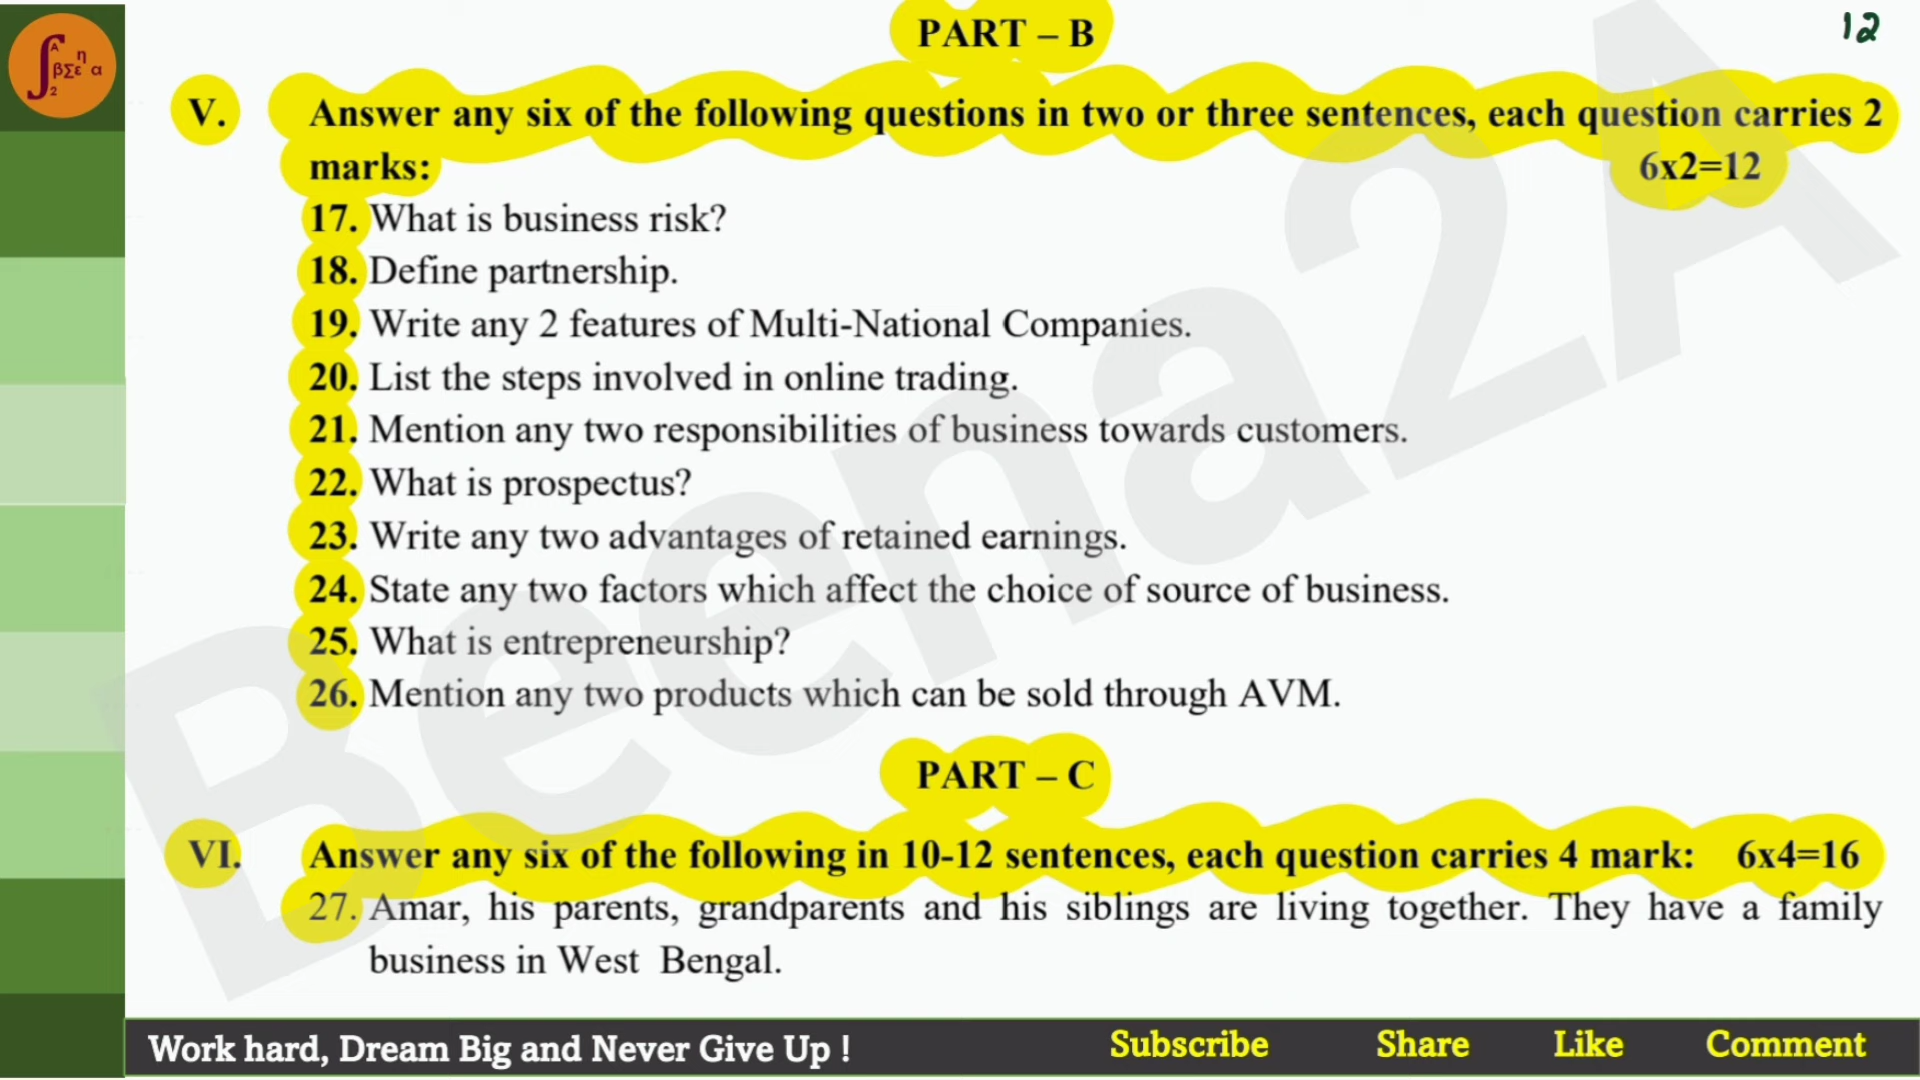 PART – B
12
V. Answer any six of the following questions in two or three sentences, each question carries 2
marks: 6x2=12
17. What is business risk?
18. Define partnership.
19. Write any 2 features of Multi-National Companies.
20. List the steps involved in online trading.
21. Mention any two responsibilities of business towards customers.
22. What is prospectus?
23. Write any two advantages of retained earnings.
24. State any two factors which affect the choice of source of business.
25. What is entrepreneurship?
26. Mention any two products which can be sold through AVM.
PART – C
VI. Answer any six of the following in 10-12 sentences, each question carries 4 mark: 6x4=16
27. Amar, his parents, grandparents and his siblings are living together. They have a family
business in West Bengal.
Beena2A
∫ A η βΣε α 2
Work hard, Dream Big and Never Give Up ! Subscribe Share Like Comment